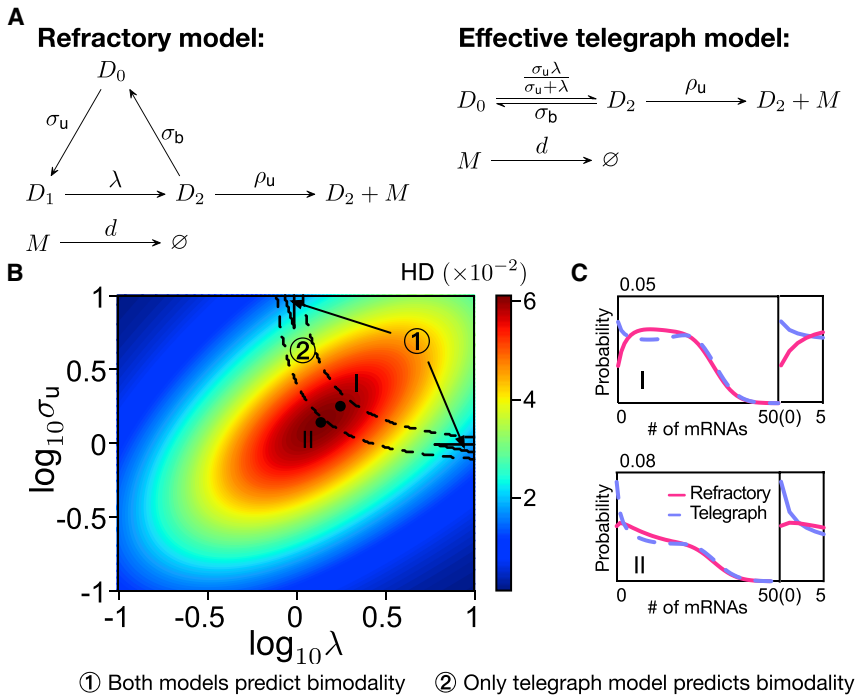 A
Refractory model:
D0
σu
σb
D1
λ
D2
ρu
D2 + M
M
d
∅
Effective telegraph model:
D0
σuλ
σu+λ
σb
D2
ρu
D2 + M
M
d
∅
B
HD (×10−2)
log10σu
1
0.5
0
-0.5
-1
-1
-0.5
0
0.5
1
log10λ
①
②
I
II
6
4
2
C
0.05
Probability
I
0
50(0)
5
# of mRNAs
0.08
Probability
Refractory
Telegraph
II
0
50(0)
5
# of mRNAs
① Both models predict bimodality
② Only telegraph model predicts bimodality